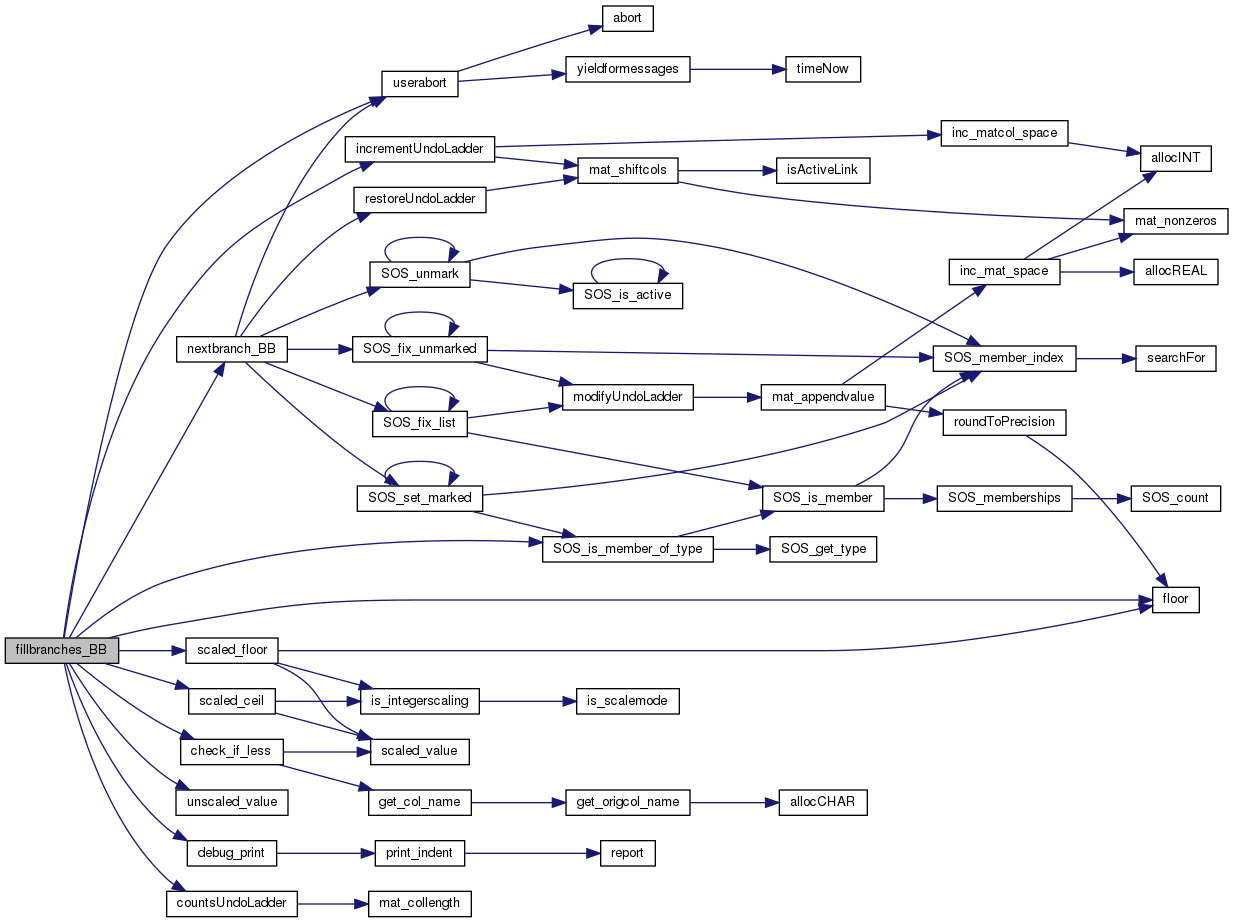 abort
userabort
yieldformessages
timeNow
incrementUndoLadder
inc_matcol_space
allocINT
mat_shiftcols
isActiveLink
restoreUndoLadder
mat_nonzeros
SOS_unmark
SOS_is_active
inc_mat_space
allocREAL
nextbranch_BB
SOS_fix_unmarked
SOS_member_index
searchFor
modifyUndoLadder
mat_appendvalue
SOS_fix_list
roundToPrecision
SOS_set_marked
SOS_is_member
SOS_memberships
SOS_count
SOS_is_member_of_type
SOS_get_type
floor
fillbranches_BB
scaled_floor
scaled_ceil
is_integerscaling
is_scalemode
check_if_less
scaled_value
unscaled_value
get_col_name
get_origcol_name
allocCHAR
debug_print
print_indent
report
countsUndoLadder
mat_collength